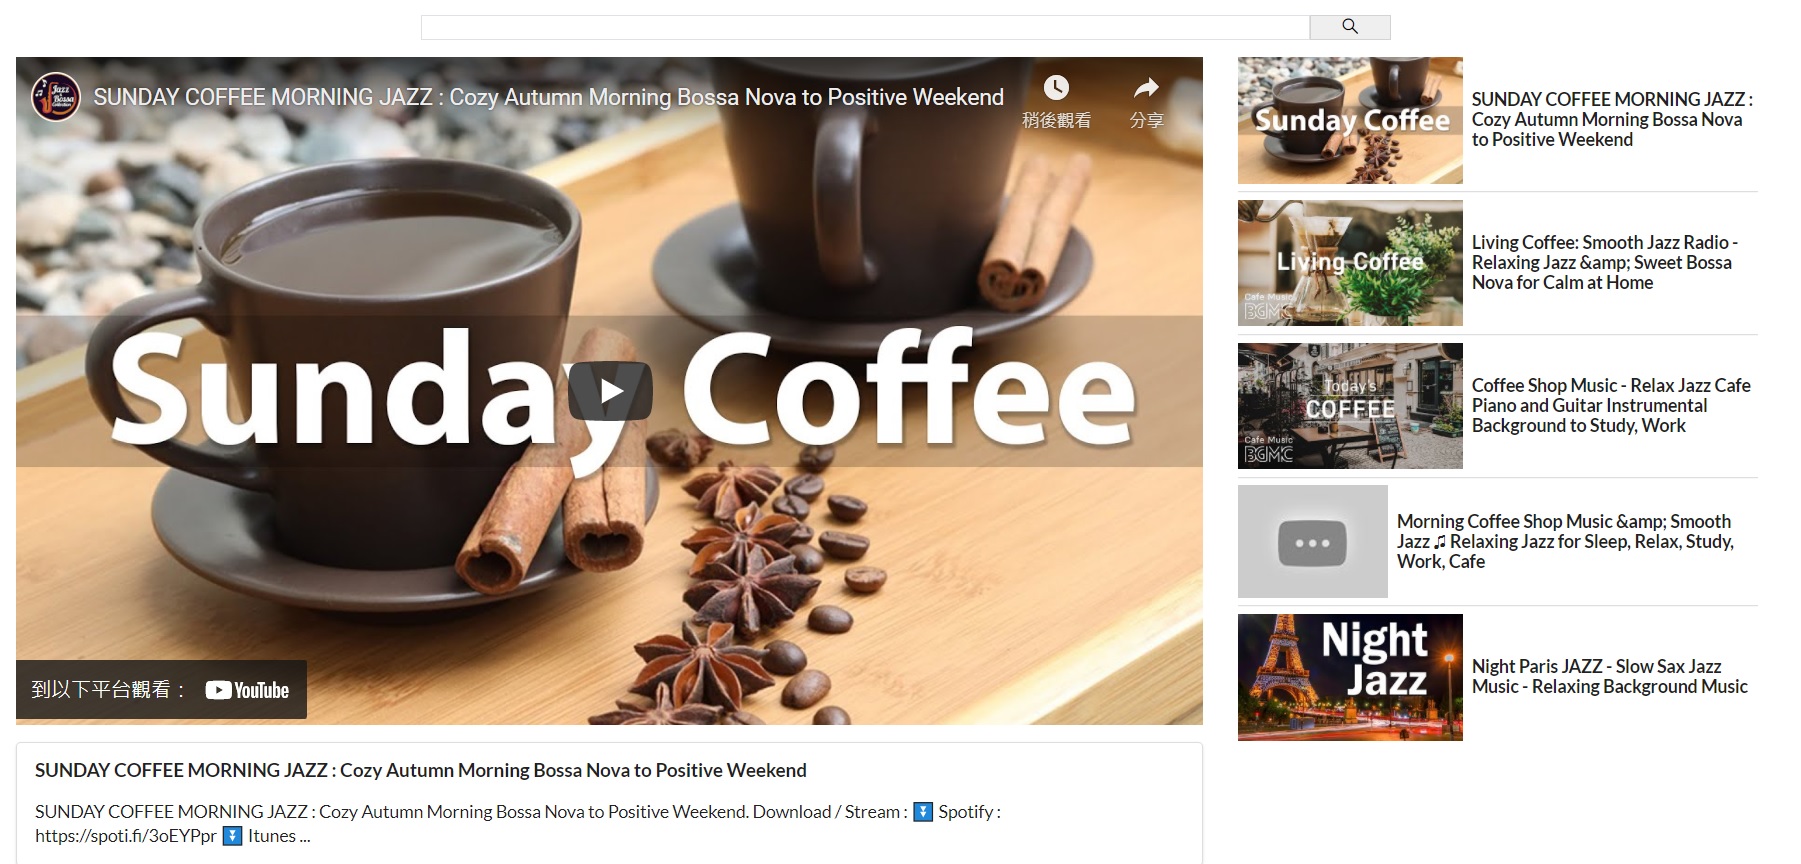 Jazz
Bossa
SUNDAY COFFEE MORNING JAZZ : Cozy Autumn Morning Bossa Nova to Positive Weekend
稍後觀看
分享
Sunday Coffee
到以下平台觀看：
YouTube
SUNDAY COFFEE MORNING JAZZ : Cozy Autumn Morning Bossa Nova to Positive Weekend
SUNDAY COFFEE MORNING JAZZ : Cozy Autumn Morning Bossa Nova to Positive Weekend. Download / Stream : ⏬ Spotify :
https://spoti.fi/3oEYPpr ⏬ Itunes ...
Sunday Coffee
SUNDAY COFFEE MORNING JAZZ :
Cozy Autumn Morning Bossa Nova
to Positive Weekend
Living Coffee
Cafe Music
BGMC
Living Coffee: Smooth Jazz Radio -
Relaxing Jazz &amp; Sweet Bossa
Nova for Calm at Home
Today's
COFFEE
Cafe Music
BGMC
Coffee Shop Music - Relax Jazz Cafe
Piano and Guitar Instrumental
Background to Study, Work
Morning Coffee Shop Music &amp; Smooth
Jazz ♫ Relaxing Jazz for Sleep, Relax, Study,
Work, Cafe
Night
Jazz
Night Paris JAZZ - Slow Sax Jazz
Music - Relaxing Background Music